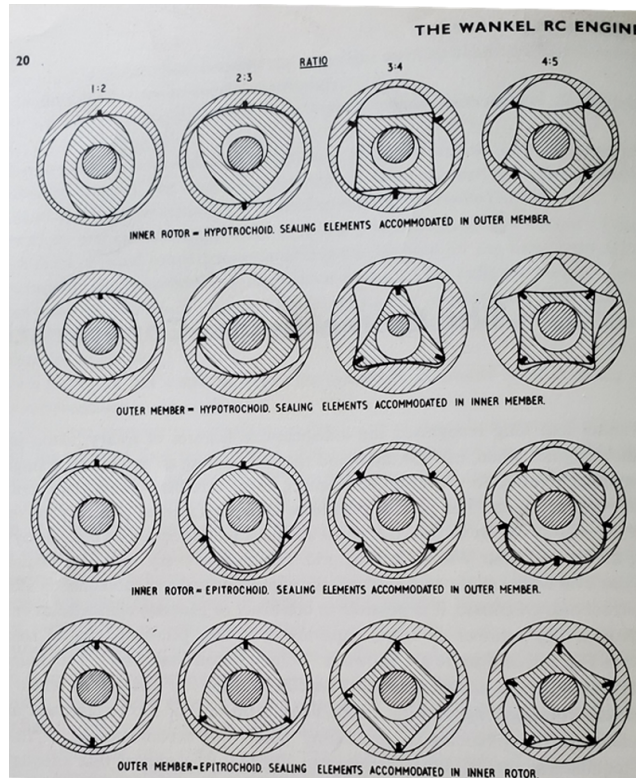 THE WANKEL RC ENGIN
20
RATIO
1:2 2:3 3:4 4:5
INNER ROTOR = HYPOTROCHOID. SEALING ELEMENTS ACCOMMODATED IN OUTER MEMBER.
OUTER MEMBER = HYPOTROCHOID. SEALING ELEMENTS ACCOMMODATED IN INNER MEMBER.
INNER ROTOR = EPITROCHOID. SEALING ELEMENTS ACCOMMODATED IN OUTER MEMBER.
OUTER MEMBER = EPITROCHOID. SEALING ELEMENTS ACCOMMODATED IN INNER ROTOR